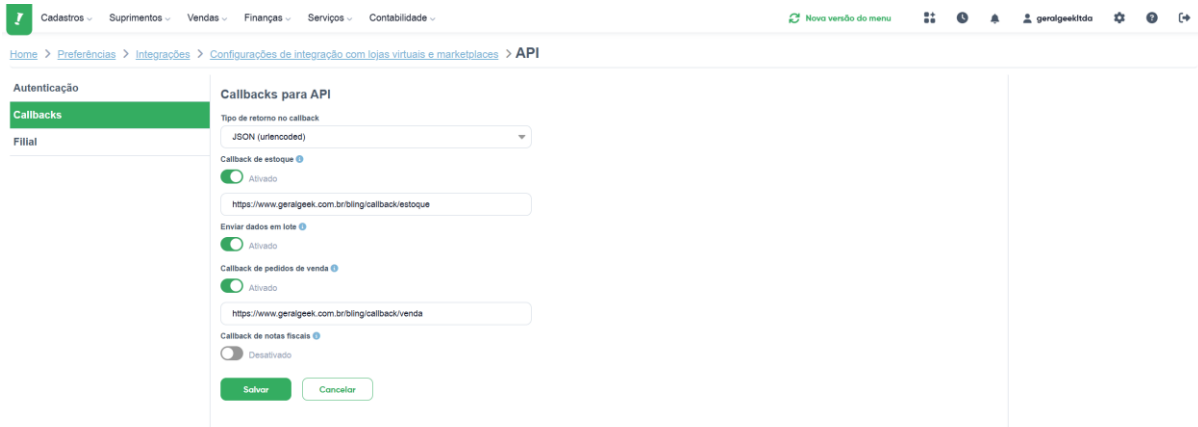 Cadastros Suprimentos Vendas Finanças Serviços Contabilidade Nova versão do menu geralgeekltda
Home > Preferências > Integrações > Configurações de integração com lojas virtuais e marketplaces > API
Autenticação
Callbacks
Filial
Callbacks para API
Tipo de retorno no callback
JSON (urlencoded)
Callback de estoque
Ativado
https://www.geralgeek.com.br/bling/callback/estoque
Enviar dados em lote
Ativado
Callback de pedidos de venda
Ativado
https://www.geralgeek.com.br/bling/callback/venda
Callback de notas fiscais
Desativado
Salvar Cancelar